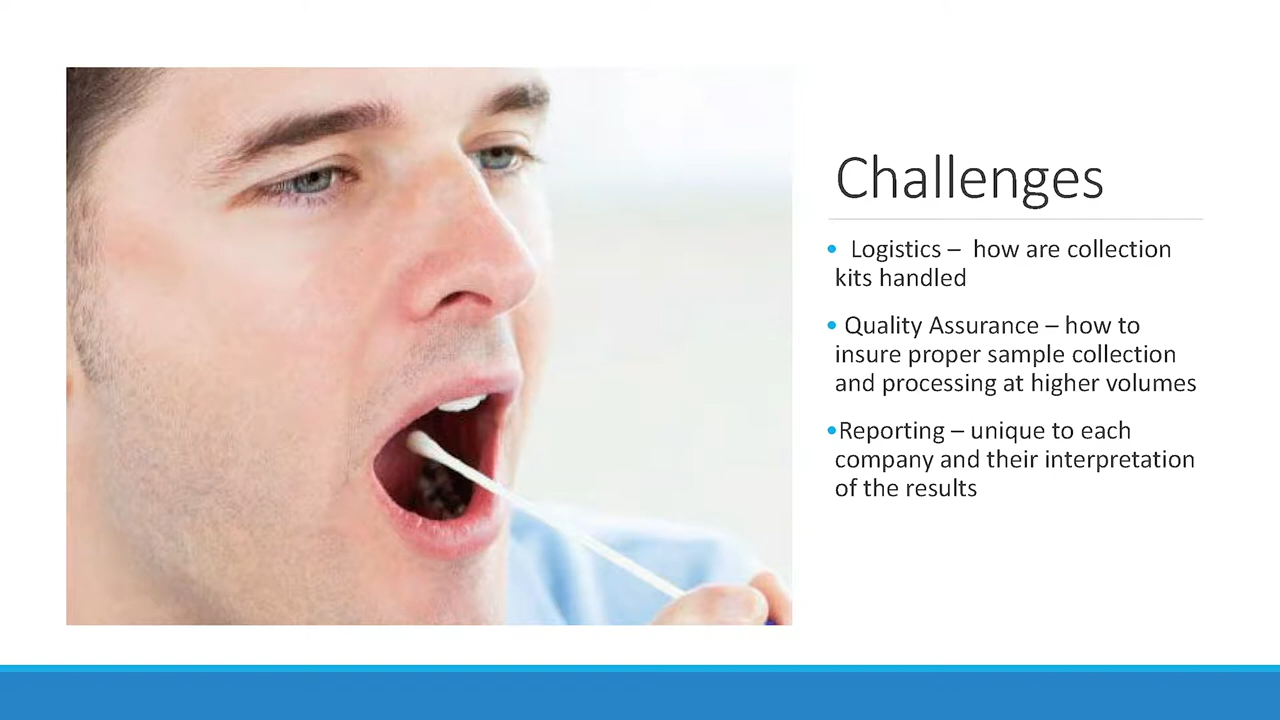 Challenges
• Logistics – how are collection
kits handled
• Quality Assurance – how to
insure proper sample collection
and processing at higher volumes
•Reporting – unique to each
company and their interpretation
of the results